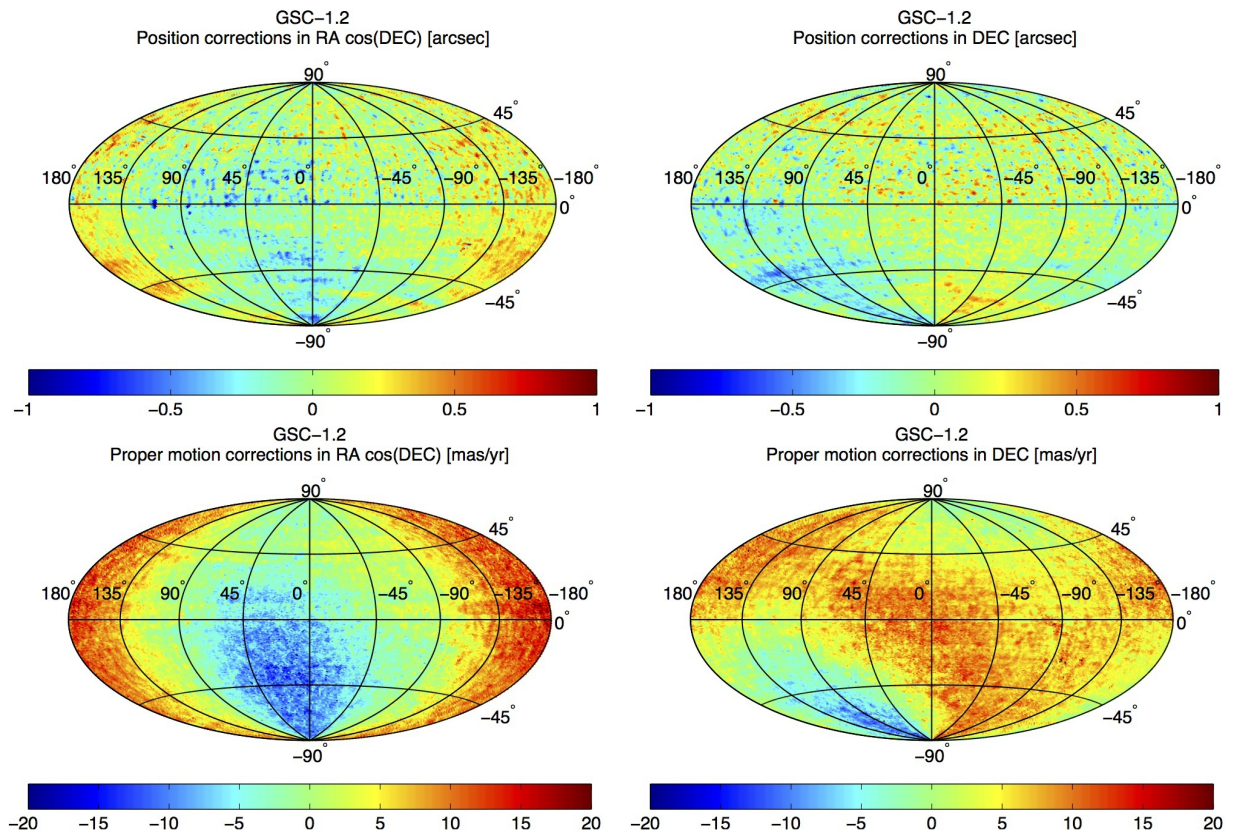 GSC−1.2
Position corrections in RA cos(DEC) [arcsec]
90°
45°
180° 135° 90° 45° 0° −45° −90° −135° −180°
0°
−45°
−90°
−1 −0.5 0 0.5 1
GSC−1.2
Position corrections in DEC [arcsec]
90°
45°
180° 135° 90° 45° 0° −45° −90° −135° −180°
0°
−45°
−90°
−1 −0.5 0 0.5 1
GSC−1.2
Proper motion corrections in RA cos(DEC) [mas/yr]
90°
45°
180° 135° 90° 45° 0° −45° −90° −135° −180°
0°
−45°
−90°
−20 −15 −10 −5 0 5 10 15 20
GSC−1.2
Proper motion corrections in DEC [mas/yr]
90°
45°
180° 135° 90° 45° 0° −45° −90° −135° −180°
0°
−45°
−90°
−20 −15 −10 −5 0 5 10 15 20